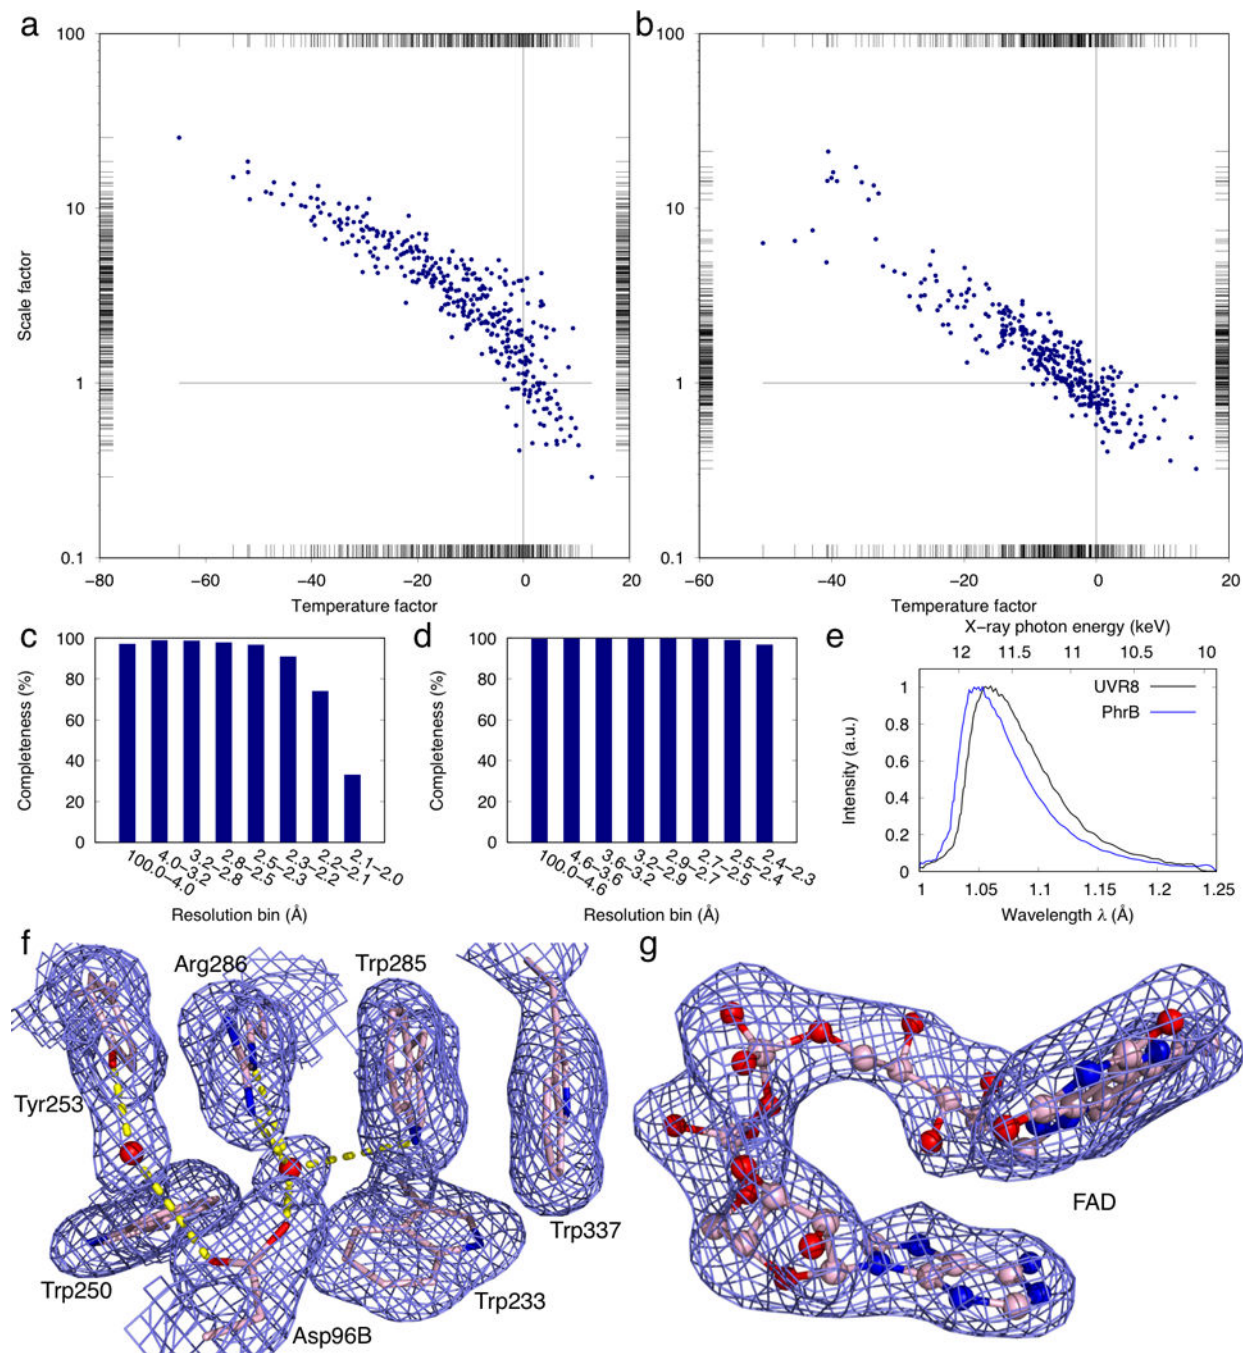 a
b
100
10
1
0.1
Scale factor
−80
−60
−40
−20
0
20
Temperature factor
100
10
1
0.1
−60
−40
−20
0
20
Temperature factor
c
Completeness (%)
100
80
60
40
20
0
100.0−4.0
4.0−3.2
3.2−2.8
2.8−2.5
2.5−2.3
2.3−2.2
2.2−2.1
2.1−2.0
Resolution bin (Å)
d
Completeness (%)
100
80
60
40
20
0
100.0−4.6
4.6−3.6
3.6−3.2
3.2−2.9
2.9−2.7
2.7−2.5
2.5−2.4
2.4−2.3
Resolution bin (Å)
e
X−ray photon energy (keV)
12
11.5
11
10.5
10
UVR8
PhrB
Intensity (a.u.)
1
0.8
0.6
0.4
0.2
0
1
1.05
1.1
1.15
1.2
1.25
Wavelength λ (Å)
f
Arg286
Trp285
Tyr253
Trp250
Asp96B
Trp233
Trp337
g
FAD